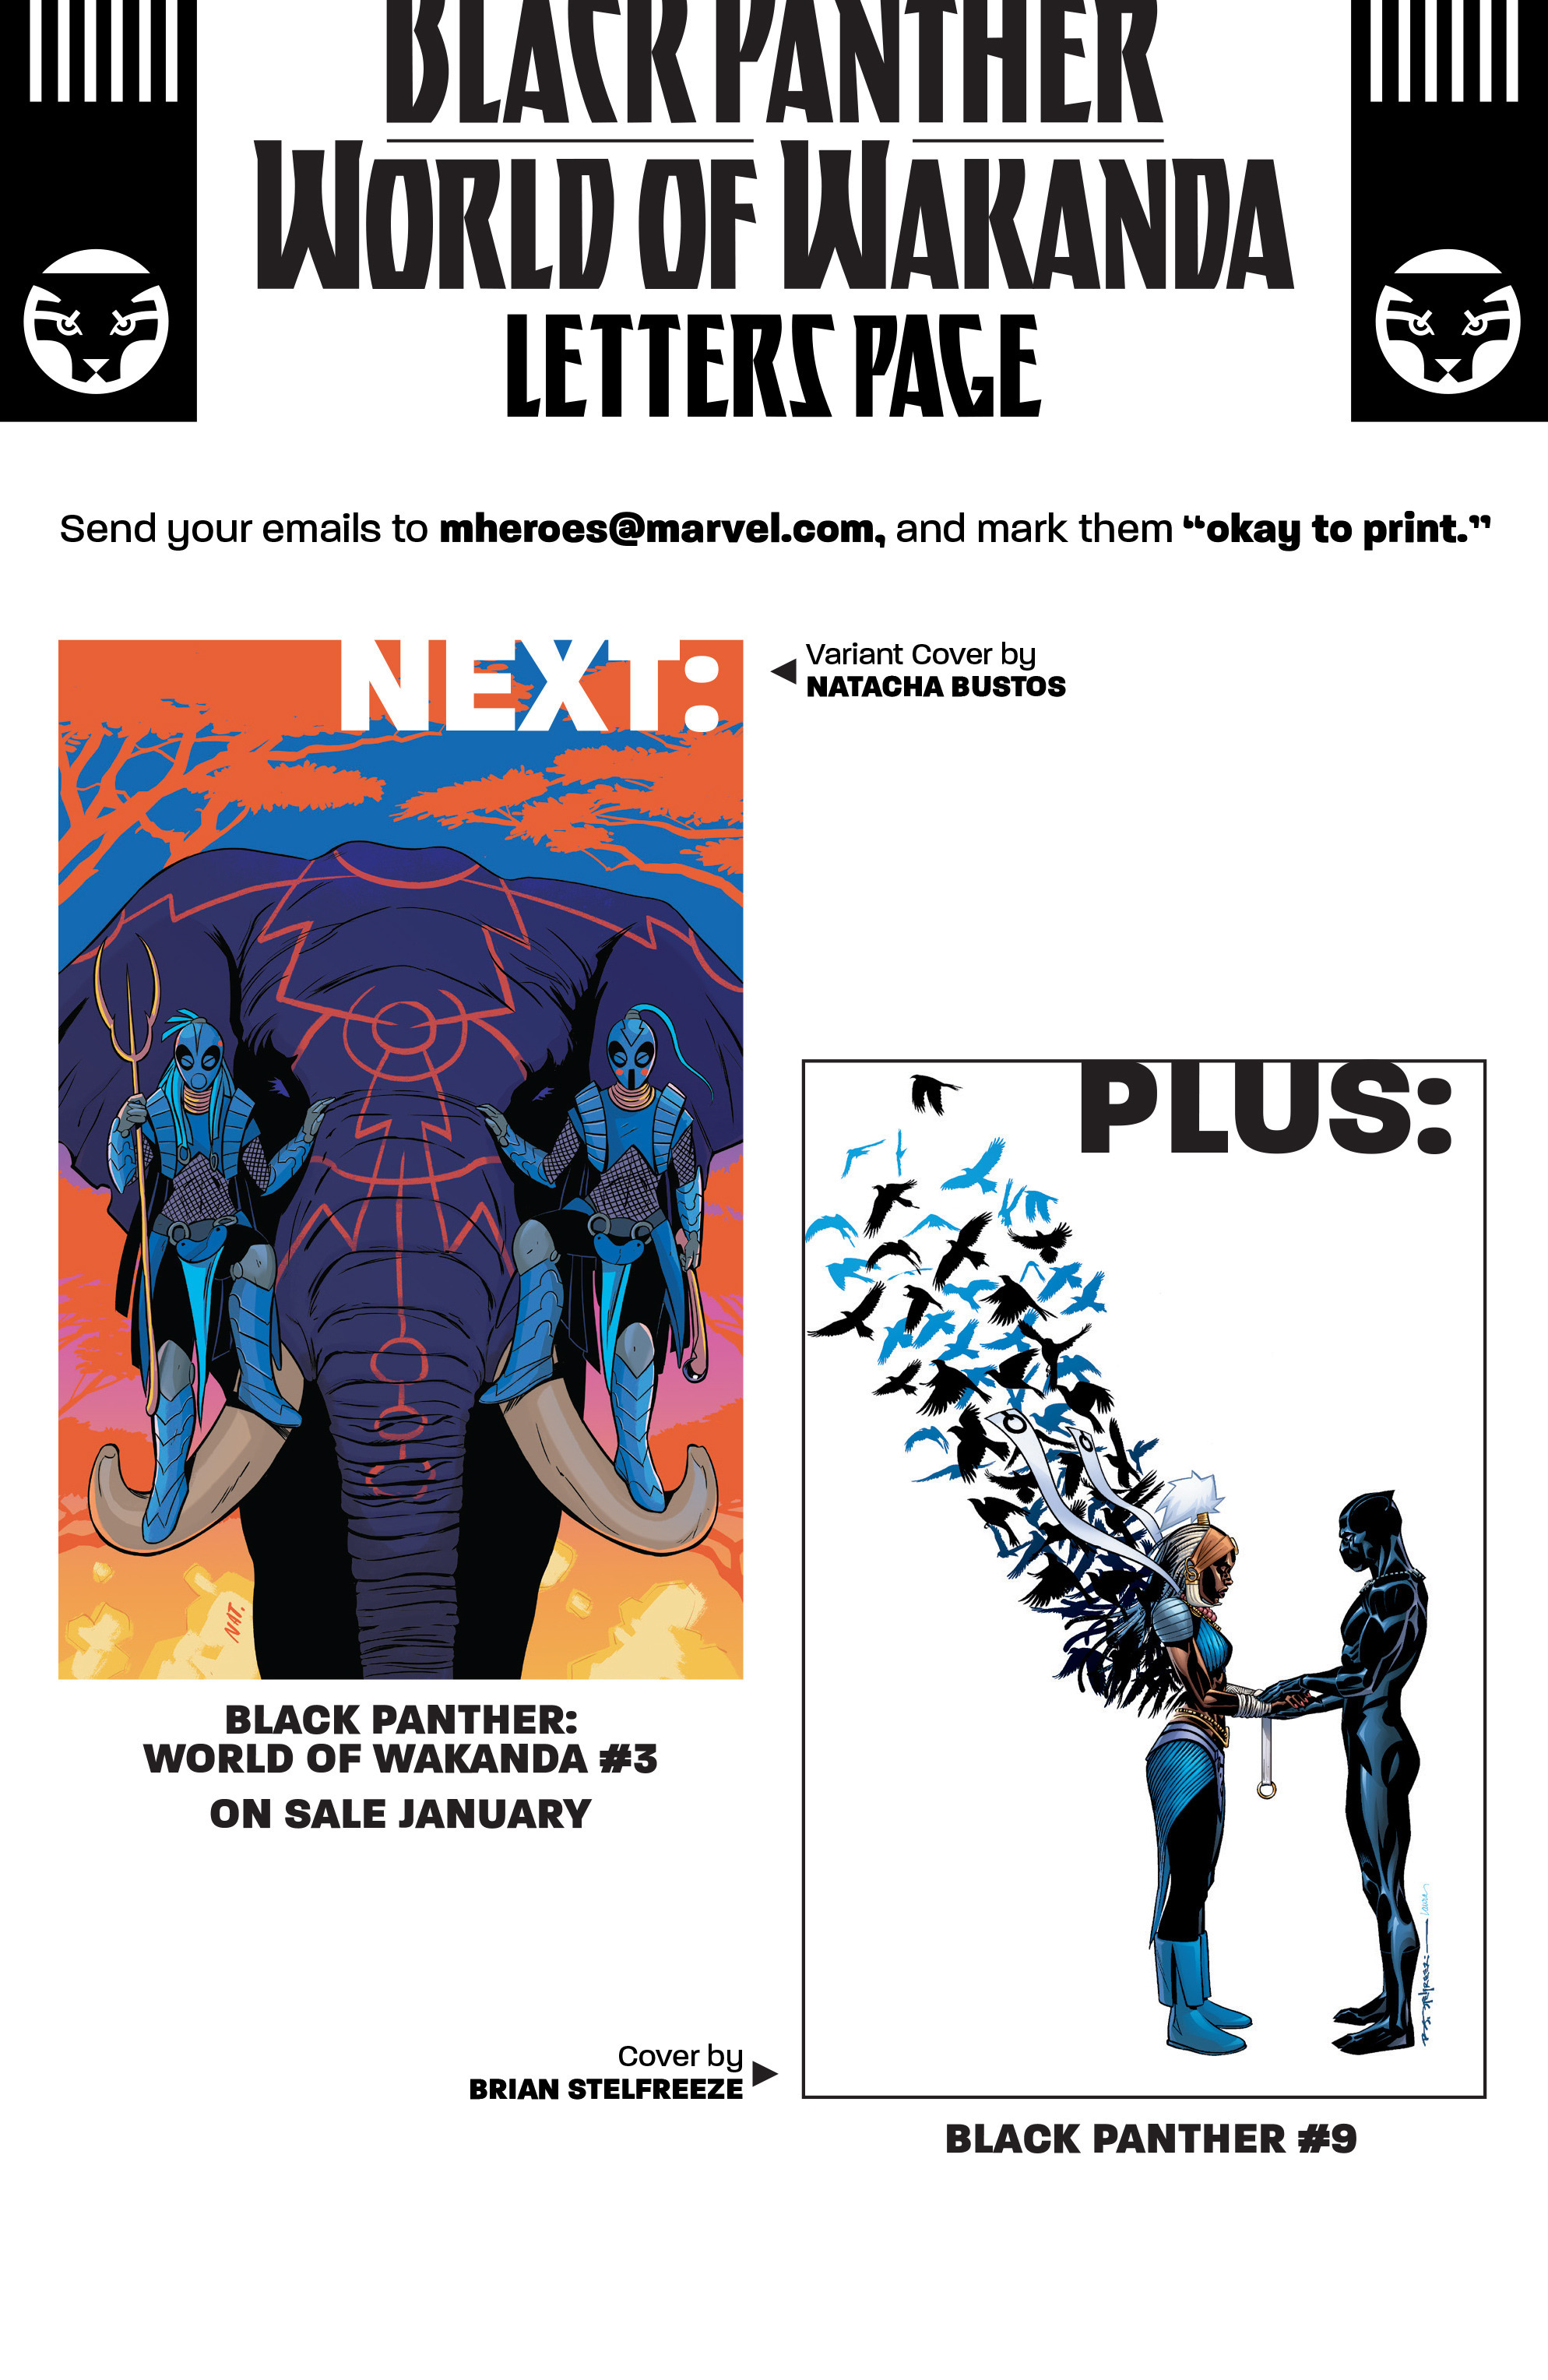 BLACK PANTHER
WORLD OF WAKANDA
LETTERS PAGE
Send your emails to mheroes@marvel.com, and mark them “okay to print.”
NEXT:
Variant Cover by
NATACHA BUSTOS
NAT.
BLACK PANTHER:
WORLD OF WAKANDA #3
ON SALE JANUARY
PLUS:
Cover by
BRIAN STELFREEZE
BLACK PANTHER #9